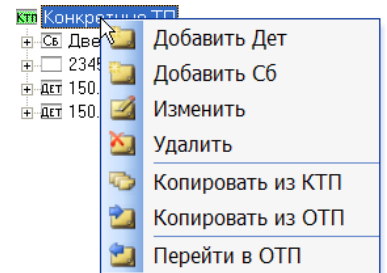 КТП Конкретные ТП
СБ Две
2345
ДЕТ 150.
ДЕТ 150.
Добавить Дет
Добавить Сб
Изменить
Удалить
Копировать из КТП
Копировать из ОТП
Перейти в ОТП